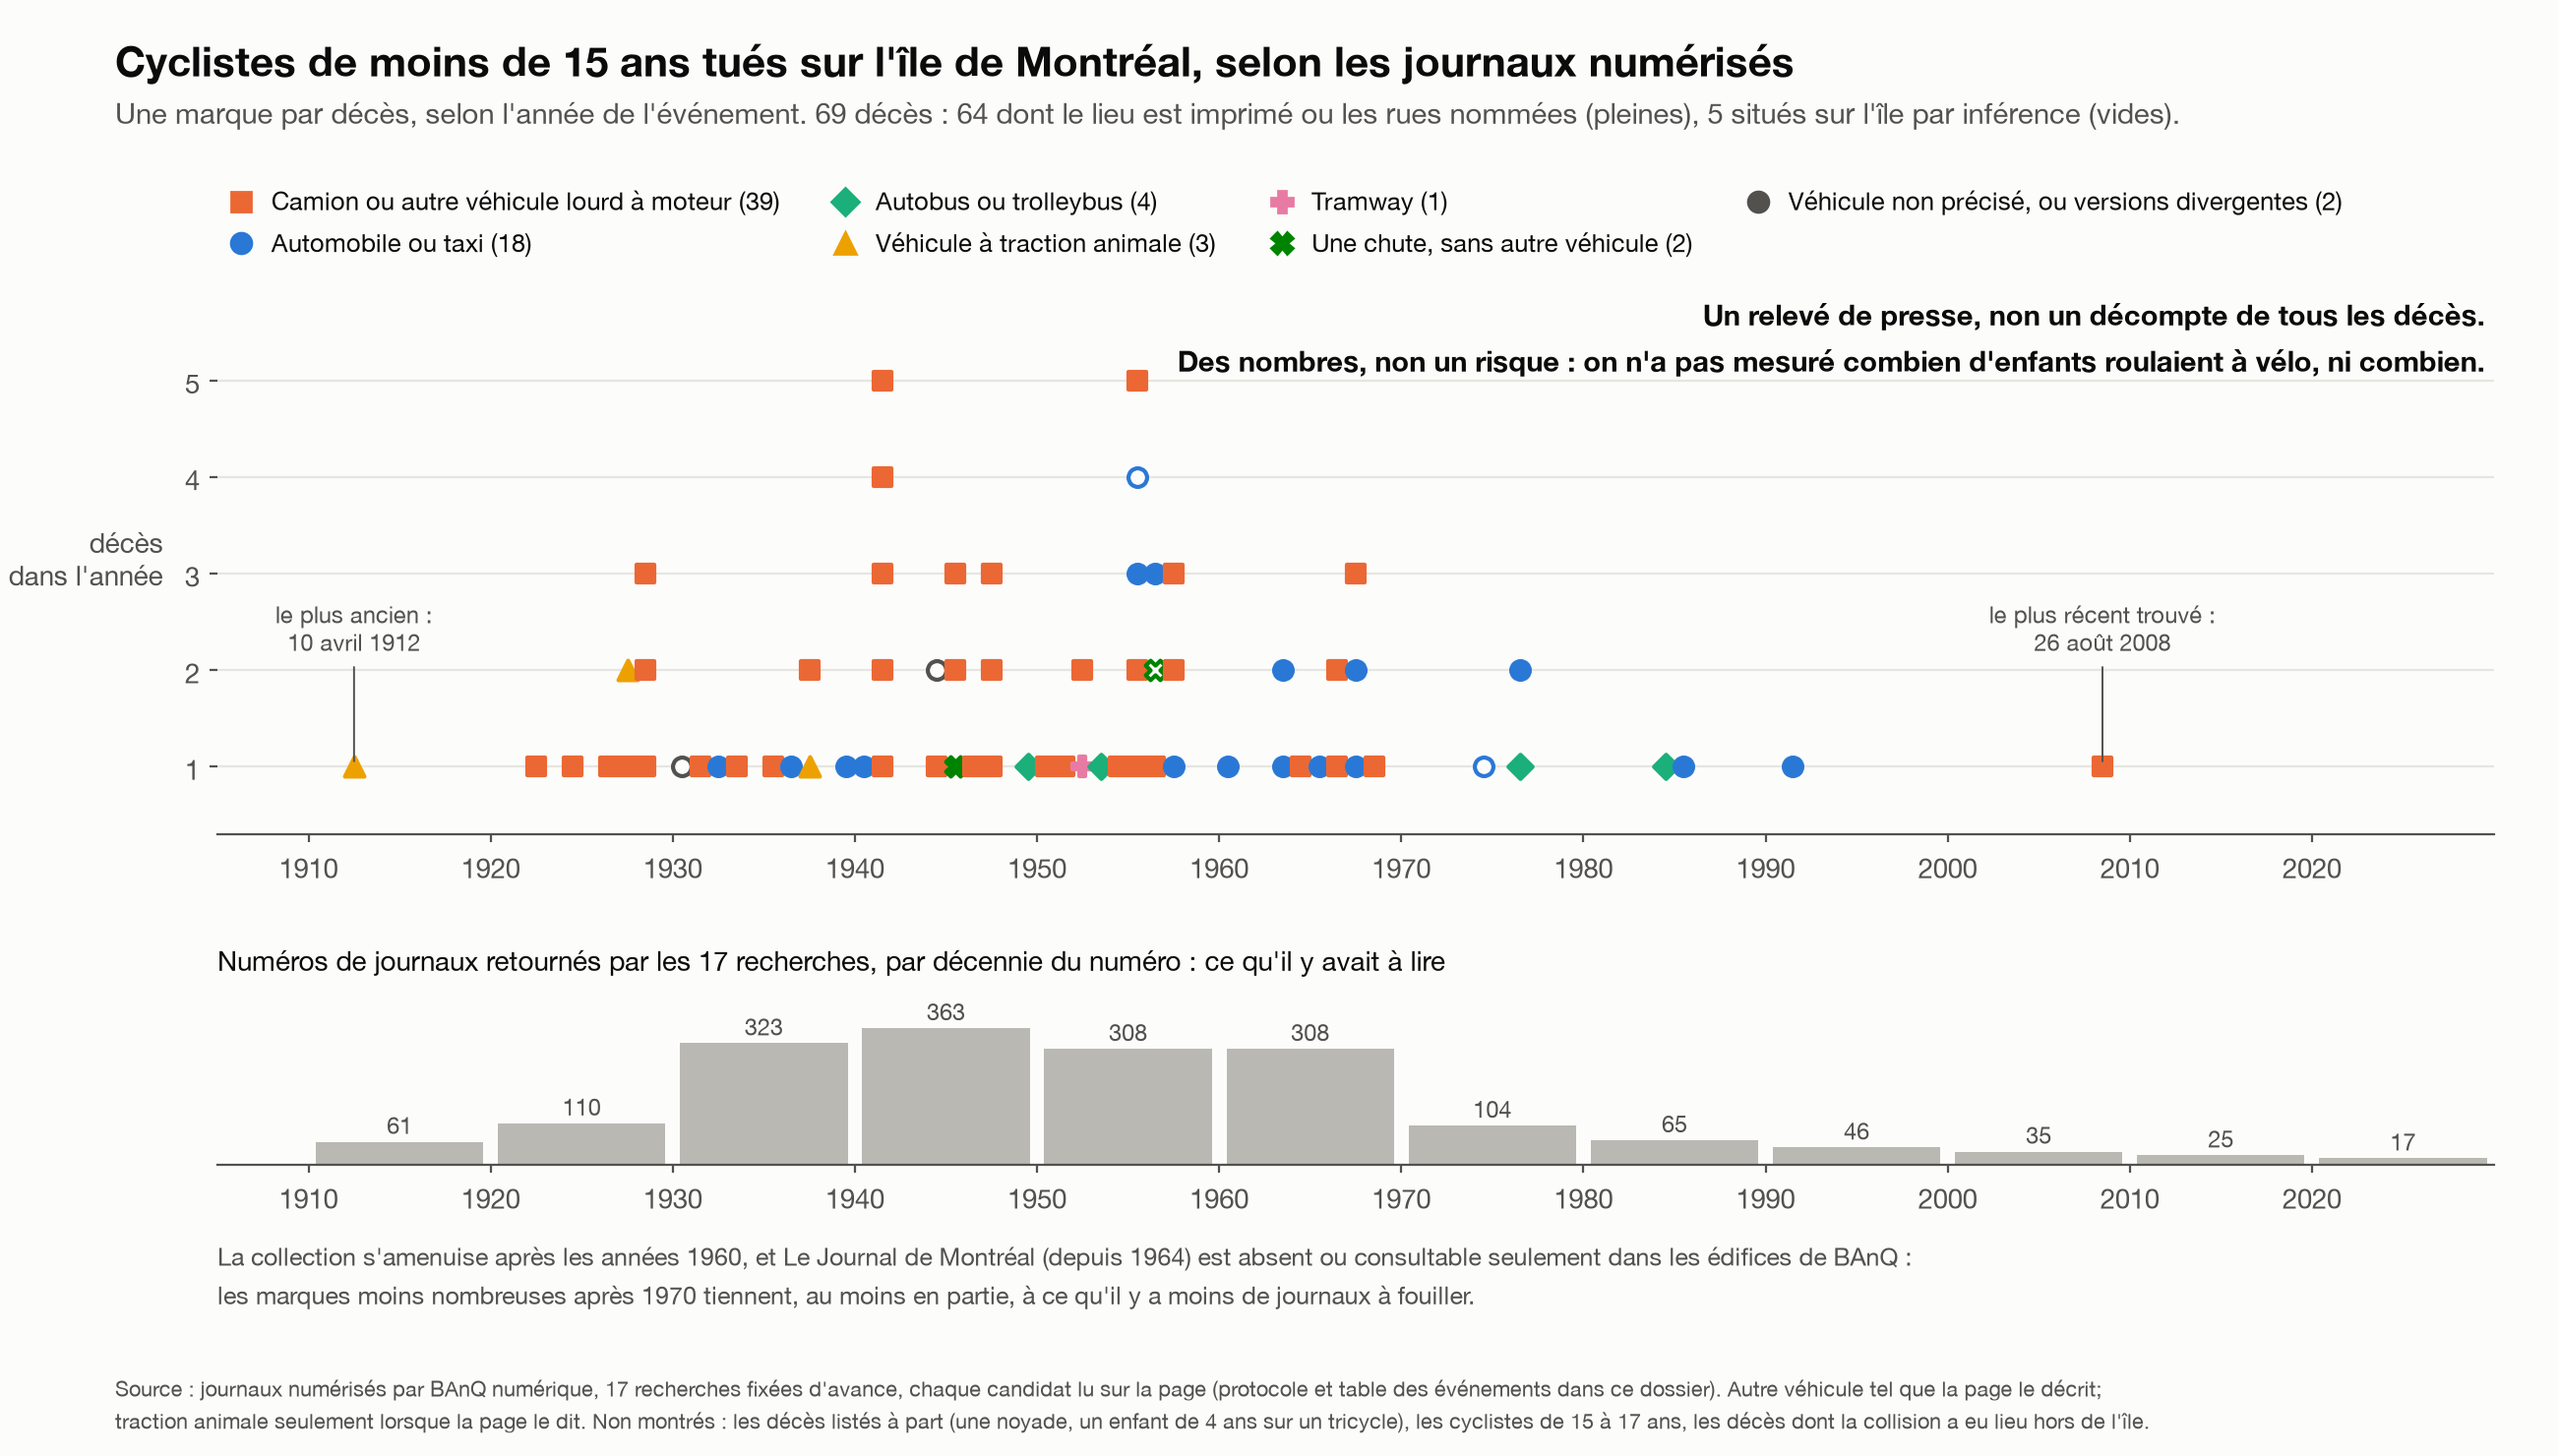 Cyclistes de moins de 15 ans tués sur l'île de Montréal, selon les journaux numérisés
Une marque par décès, selon l'année de l'événement. 69 décès : 64 dont le lieu est imprimé ou les rues nommées (pleines), 5 situés sur l'île par inférence (vides).
Camion ou autre véhicule lourd à moteur (39)
Automobile ou taxi (18)
Autobus ou trolleybus (4)
Véhicule à traction animale (3)
Tramway (1)
Une chute, sans autre véhicule (2)
Véhicule non précisé, ou versions divergentes (2)
Un relevé de presse, non un décompte de tous les décès.
Des nombres, non un risque : on n'a pas mesuré combien d'enfants roulaient à vélo, ni combien.
5
4
décès
dans l'année
3
le plus ancien :
10 avril 1912
le plus récent trouvé :
26 août 2008
2
1
1910 1920 1930 1940 1950 1960 1970 1980 1990 2000 2010 2020
Numéros de journaux retournés par les 17 recherches, par décennie du numéro : ce qu'il y avait à lire
61 110 323 363 308 308 104 65 46 35 25 17
1910 1920 1930 1940 1950 1960 1970 1980 1990 2000 2010 2020
La collection s'amenuise après les années 1960, et Le Journal de Montréal (depuis 1964) est absent ou consultable seulement dans les édifices de BAnQ :
les marques moins nombreuses après 1970 tiennent, au moins en partie, à ce qu'il y a moins de journaux à fouiller.
Source : journaux numérisés par BAnQ numérique, 17 recherches fixées d'avance, chaque candidat lu sur la page (protocole et table des événements dans ce dossier). Autre véhicule tel que la page le décrit;
traction animale seulement lorsque la page le dit. Non montrés : les décès listés à part (une noyade, un enfant de 4 ans sur un tricycle), les cyclistes de 15 à 17 ans, les décès dont la collision a eu lieu hors de l'île.